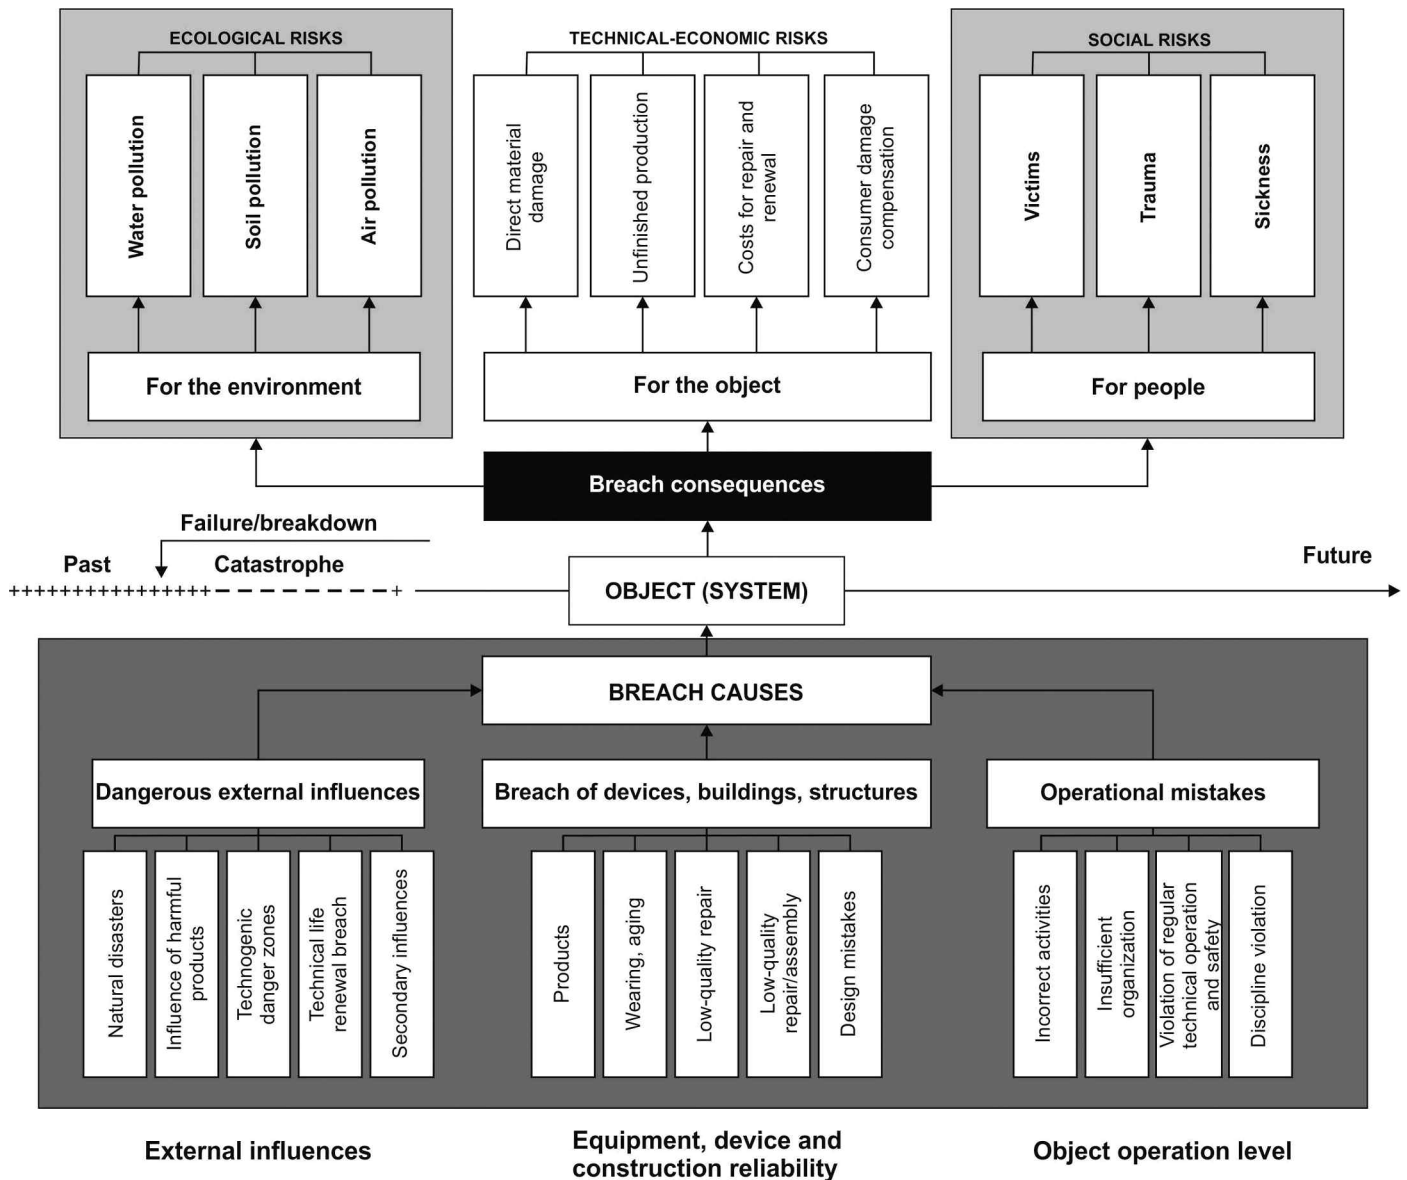 ECOLOGICAL RISKS
TECHNICAL-ECONOMIC RISKS
SOCIAL RISKS
Water pollution
Soil pollution
Air pollution
Direct material
damage
Unfinished production
Costs for repair and
renewal
Consumer damage
compensation
Victims
Trauma
Sickness
For the environment
For the object
For people
Breach consequences
Failure/breakdown
Past
Catastrophe
Future
++++++++++++++++ – – – – – – – – – +
OBJECT (SYSTEM)
BREACH CAUSES
Dangerous external influences
Breach of devices, buildings, structures
Operational mistakes
Natural disasters
Influence of harmful
products
Technogenic
danger zones
Technical life
renewal breach
Secondary influences
Products
Wearing, aging
Low-quality repair
Low-quality
repair/assembly
Design mistakes
Incorrect activities
Insufficient
organization
Violation of regular
technical operation
and safety
Discipline violation
External influences
Equipment, device and
construction reliability
Object operation level